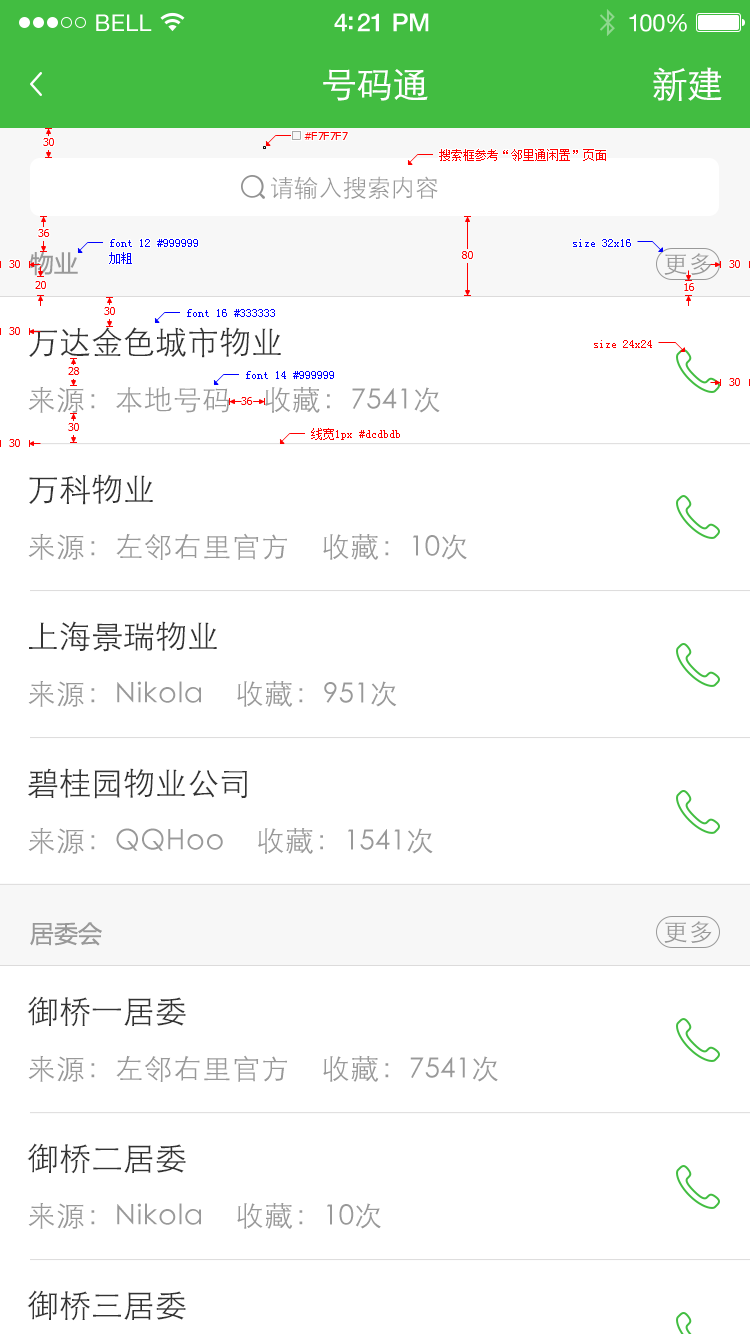 BELL 4:21 PM 100%
号码通 新建
30 #F7F7F7
搜索框参考“邻里通闲置”页面
请输入搜索内容
36 font 12 #999999 80 size 32x16
加粗
30 物业 更多 30
20 16
30 font 16 #333333
30 万达金色城市物业 size 24x24
28 font 14 #999999 30
来源：本地号码 36 收藏：7541次
30 线宽1px #dcdbdb
30
万科物业
来源：左邻右里官方 收藏：10次
上海景瑞物业
来源：Nikola 收藏：951次
碧桂园物业公司
来源：QQHoo 收藏：1541次
居委会 更多
御桥一居委
来源：左邻右里官方 收藏：7541次
御桥二居委
来源：Nikola 收藏：10次
御桥三居委